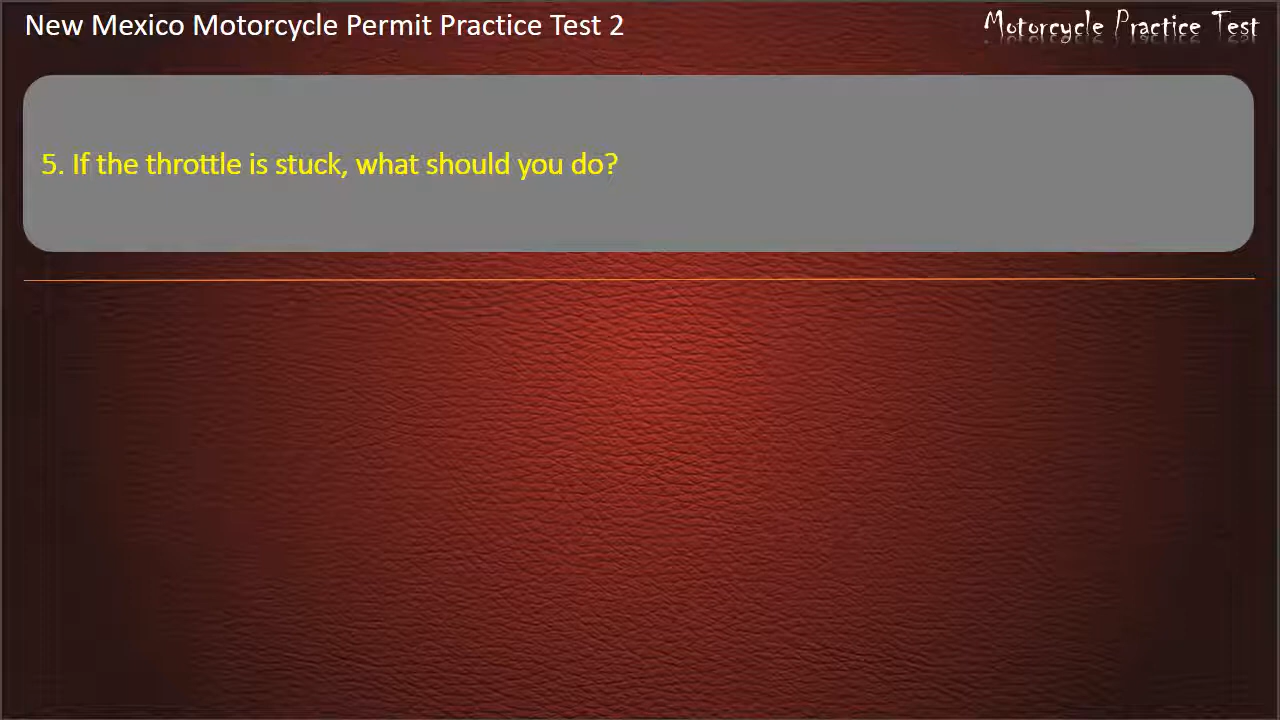 New Mexico Motorcycle Permit Practice Test 2
Motorcycle Practice Test
5. If the throttle is stuck, what should you do?